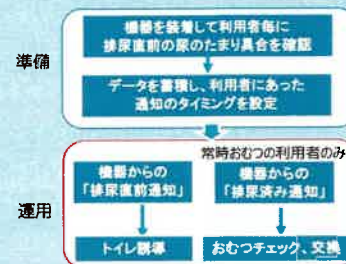 準備
機器を装着して利用者毎に
排尿直前の尿のたまり具合を確認
データを蓄積し、利用者にあった
通知のタイミングを設定
運用
常時おむつの利用者のみ
機器からの
「排尿直前通知」
機器からの
「排尿済み通知」
トイレ誘導
おむつチェック、交換